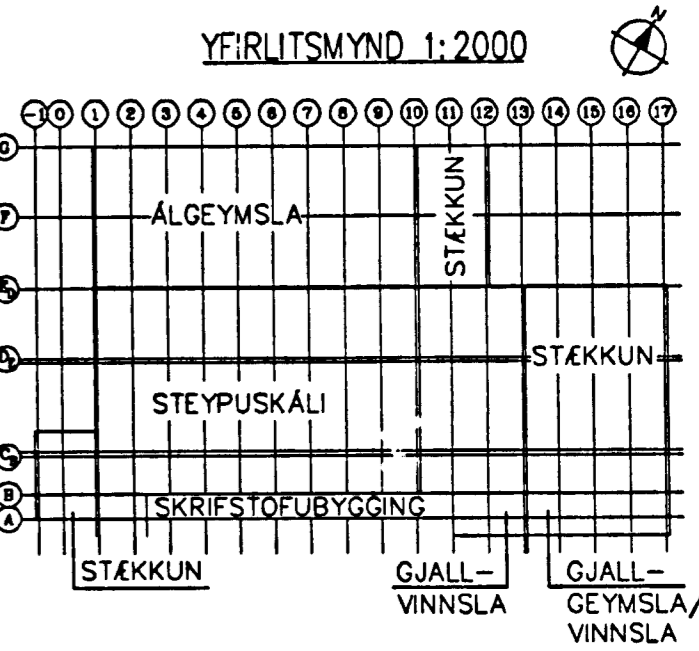 YFIRLITSMYND 1:2000
N
-1 0 1 2 3 4 5 6 7 8 9 10 11 12 13 14 15 16 17
G
F
ÁLGEYMSLA
STÆKKUN
E
D
STÆKKUN
STEYPUSKÁLI
C
B
A
SKRIFSTOFUBYGGING
STÆKKUN
GJALL-
VINNSLA
GJALL-
GEYMSLA/
VINNSLA